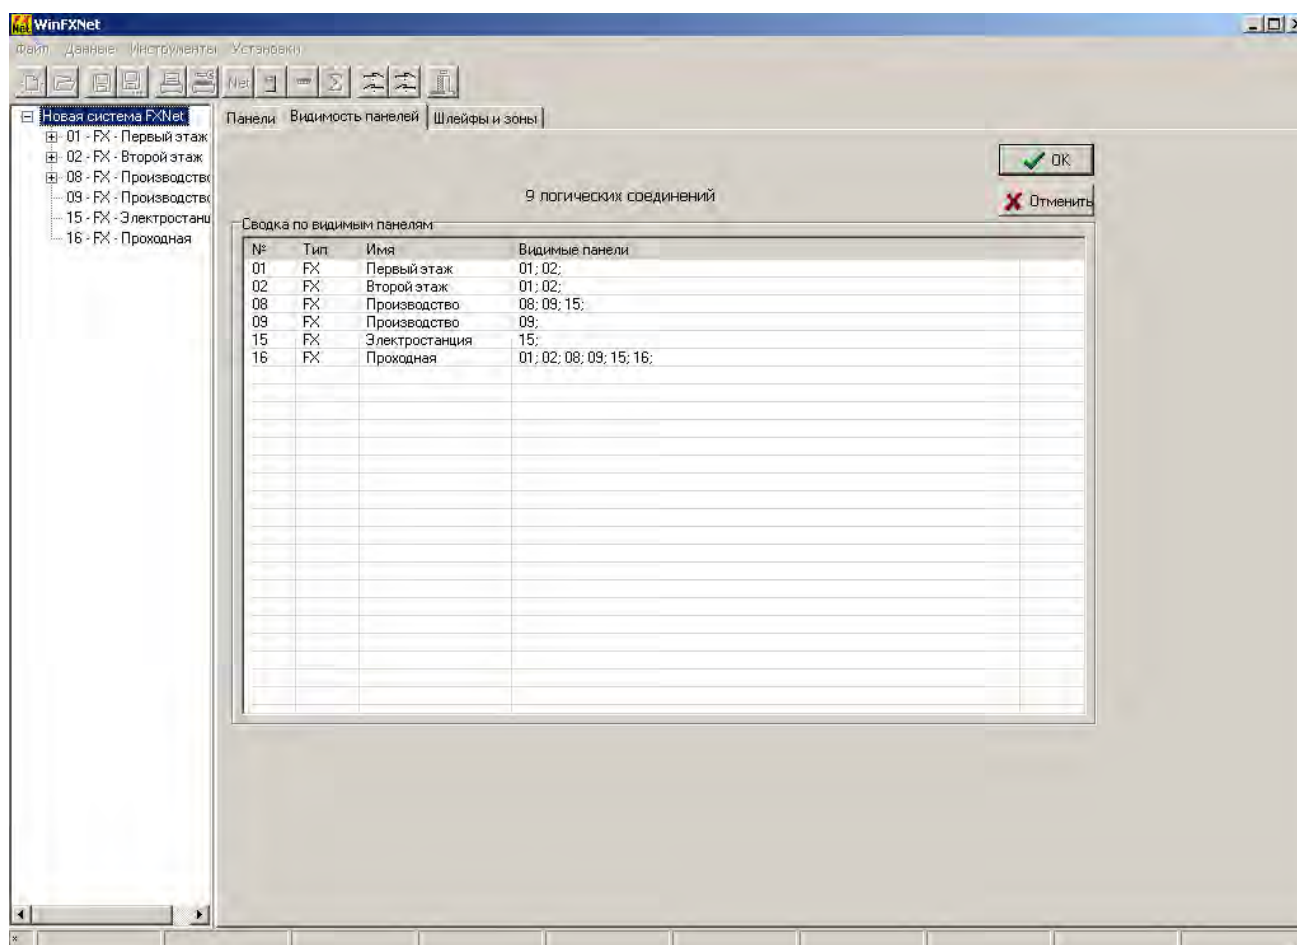 WinFXNet
Файл Данные Инструменты Установки
Net
Новая система FXNet
01 - FX - Первый этаж
02 - FX - Второй этаж
08 - FX - Производство
09 - FX - Производство
15 - FX - Электростанц
16 - FX - Проходная
Панели Видимость панелей Шлейфы и зоны
OK
9 логических соединений
Отменить
Сводка по видимым панелям
№ Тип Имя Видимые панели
01 FX Первый этаж 01; 02;
02 FX Второй этаж 01; 02;
08 FX Производство 08; 09; 15;
09 FX Производство 09;
15 FX Электростанция 15;
16 FX Проходная 01; 02; 08; 09; 15; 16;